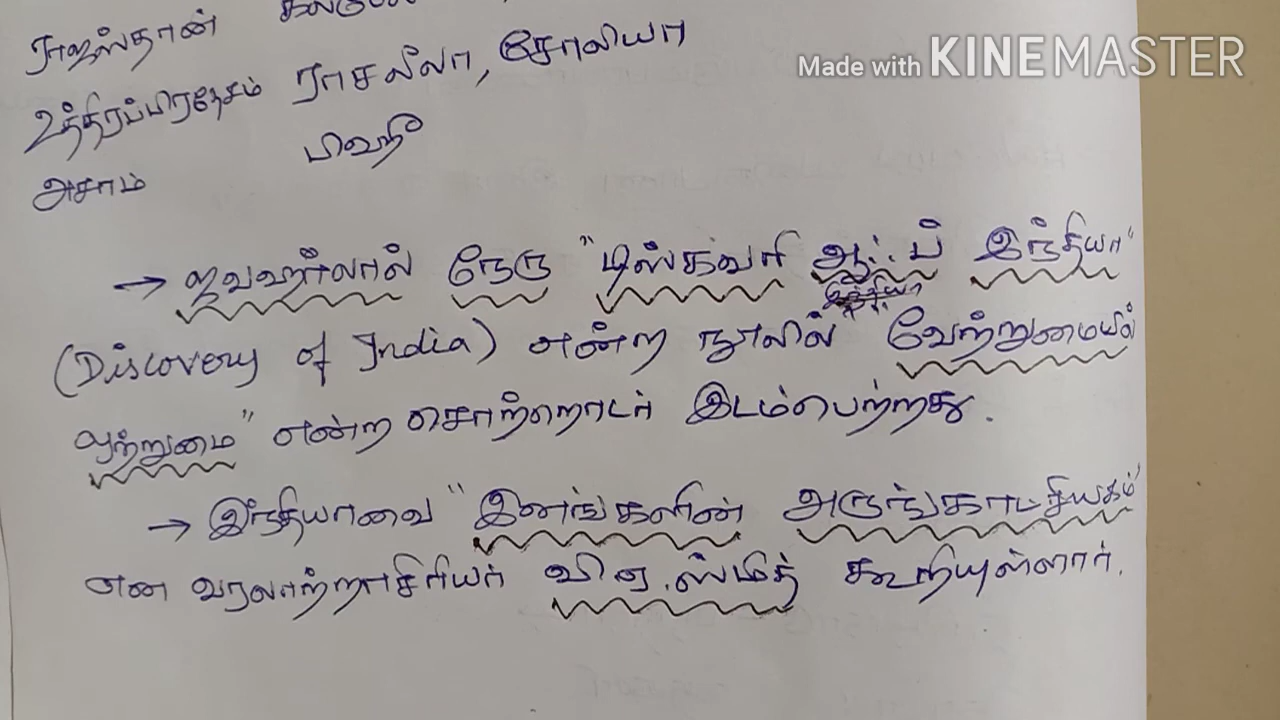 Made with KINEMASTER
ராஜஸ்தான்
உத்திரப்பிரதேசம் ராசலீலா, சோலியா
அசாம் பிஹூ
→ ஜவஹர்லால் நேரு "டிஸ்கவரி ஆஃப் இந்தியா"
(Discovery of India) என்ற நூலில் "வேற்றுமையில்
ஒற்றுமை" என்ற சொற்றொடர் இடம்பெற்றது.
→ இந்தியாவை "இனங்களின் அருங்காட்சியகம்"
என வரலாற்றாசிரியர் வி.ஏ.ஸ்மித் கூறியுள்ளார்.